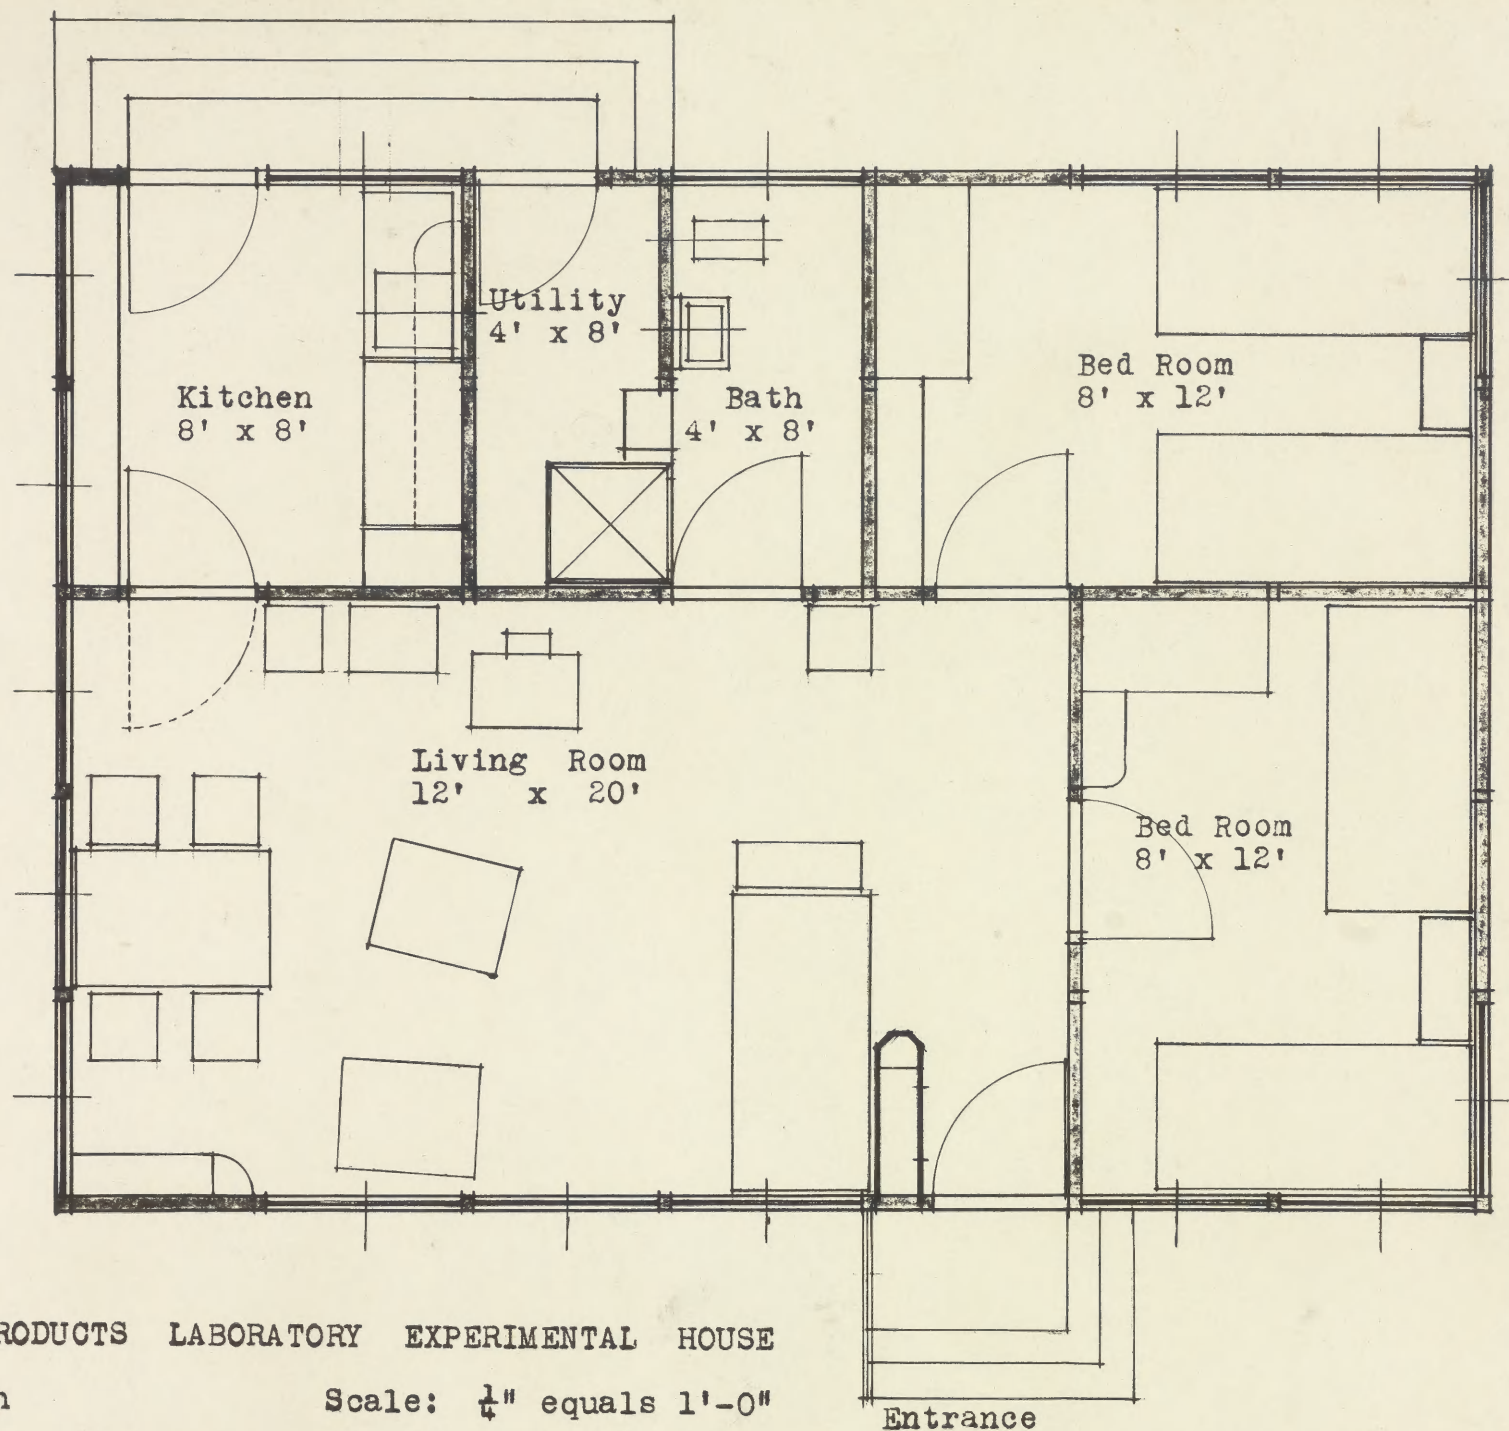 Utility
4' x 8'
Kitchen
8' x 8'
Bath
4' x 8'
Bed Room
8' x 12'
Living Room
12' x 20'
Bed Room
8' x 12'
RODUCTS LABORATORY EXPERIMENTAL HOUSE
n Scale: ¼" equals 1'-0"
Entrance